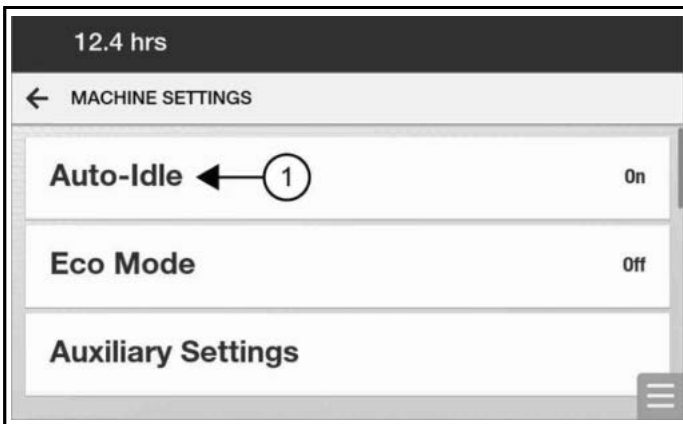 12.4 hrs
MACHINE SETTINGS
Auto-Idle 1 On
Eco Mode Off
Auxiliary Settings